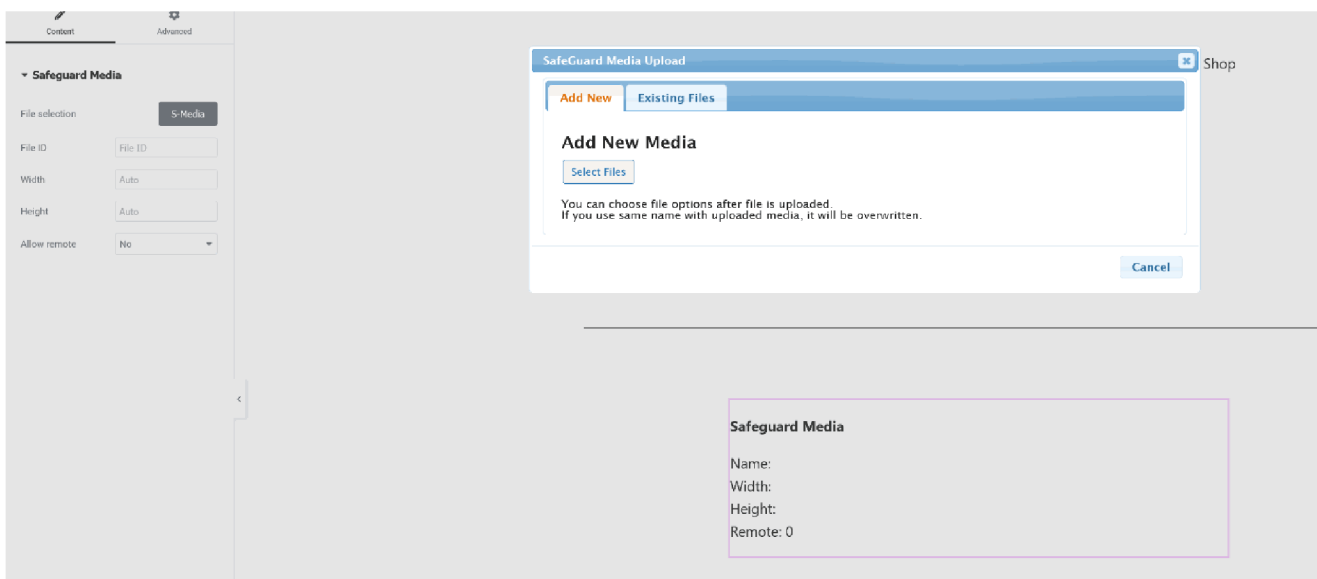 Content
Advanced
Safeguard Media
File selection
S-Media
File ID
File ID
Width
Auto
Height
Auto
Allow remote
No
SafeGuard Media Upload
Shop
Add New
Existing Files
Add New Media
Select Files
You can choose file options after file is uploaded.
If you use same name with uploaded media, it will be overwritten.
Cancel
Safeguard Media
Name:
Width:
Height:
Remote: 0